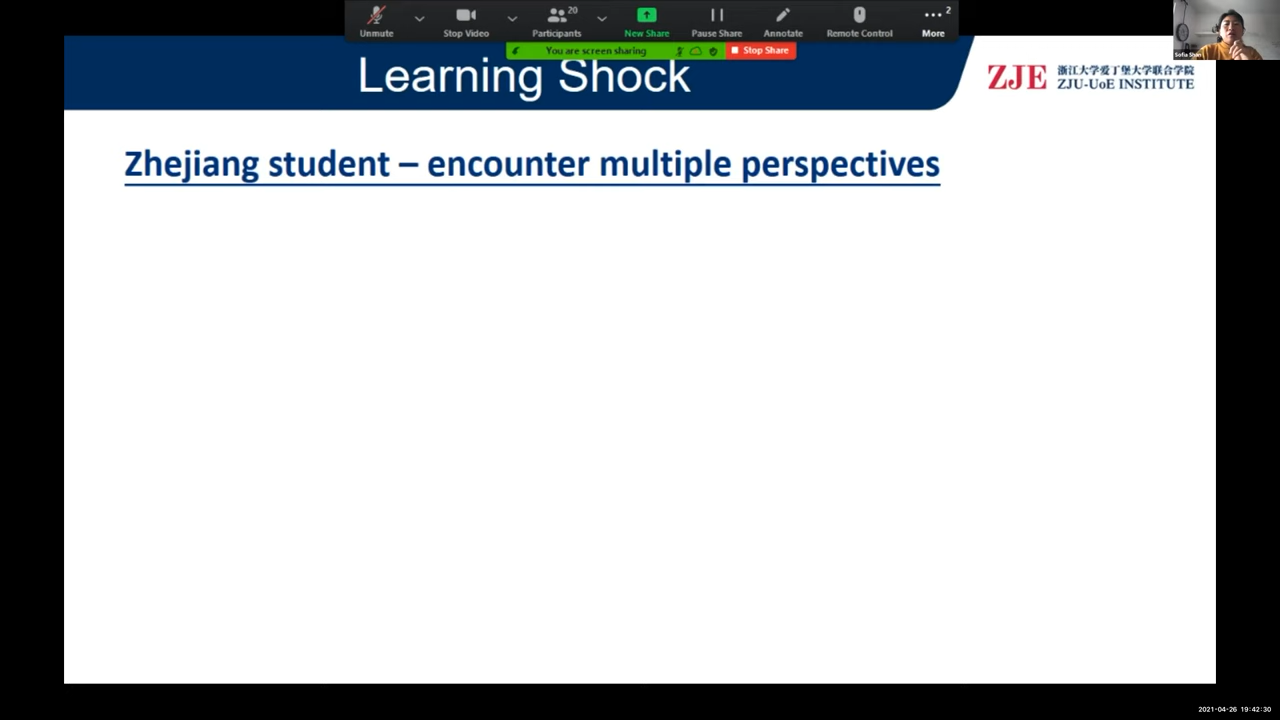 20
2
Unmute
Stop Video
Participants
New Share
Pause Share
Annotate
Remote Control
More
You are screen sharing
Stop Share
Learning Shock
ZJE
浙江大学爱丁堡大学联合学院
ZJU-UoE INSTITUTE
Zhejiang student – encounter multiple perspectives
2021-04-26 19:42:30